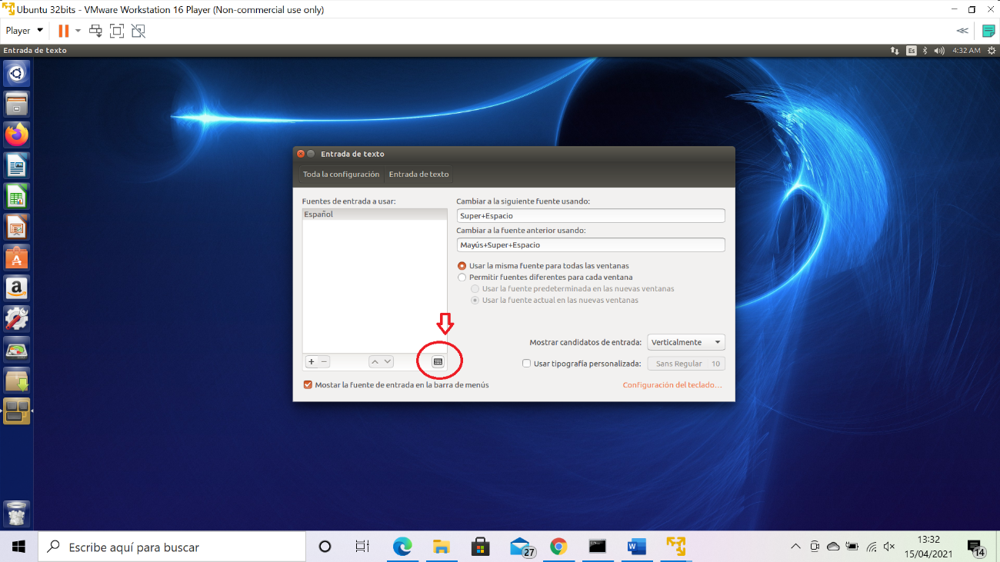 Ubuntu 32bits - VMware Workstation 16 Player (Non-commercial use only)
Player
Entrada de texto
Es
4:32 AM
Entrada de texto
Toda la configuración
Entrada de texto
Fuentes de entrada a usar:
Español
Cambiar a la siguiente fuente usando:
Super+Espacio
Cambiar a la fuente anterior usando:
Mayús+Super+Espacio
Usar la misma fuente para todas las ventanas
Permitir fuentes diferentes para cada ventana
Usar la fuente predeterminada en las nuevas ventanas
Usar la fuente actual en las nuevas ventanas
Mostrar candidatos de entrada:
Verticalmente
Usar tipografía personalizada:
Sans Regular
10
Mostar la fuente de entrada en la barra de menús
Configuración del teclado...
Escribe aquí para buscar
27
13:32
15/04/2021
14